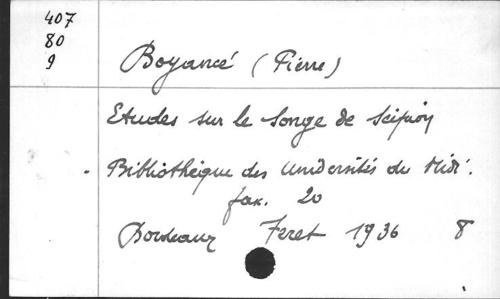 407
80
9
Boyancé (Pierre)
Etudes sur le Songe de Scipion
Bibliothèque des Universités du Midi.
fax. 20
Bordeaux Feret 1936 8